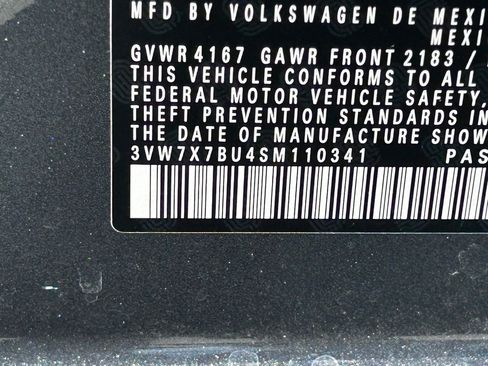 MFD BY VOLKSWAGEN DE MEXI
MEXI
GVWR 4167 GAWR FRONT 2183 /
THIS VEHICLE CONFORMS TO ALL
FEDERAL MOTOR VEHICLE SAFETY,
THEFT PREVENTION STANDARDS IN
THE DATE OF MANUFACTURE SHOW
3VW7X7BU4SM110341 PAS